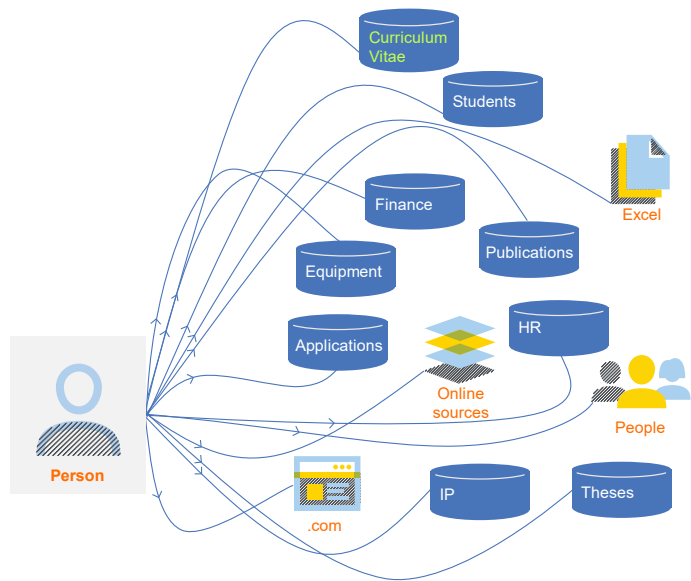 Curriculum
Vitae
Students
Excel
Finance
Publications
Equipment
HR
Applications
Online
sources
People
Person
IP
Theses
.com